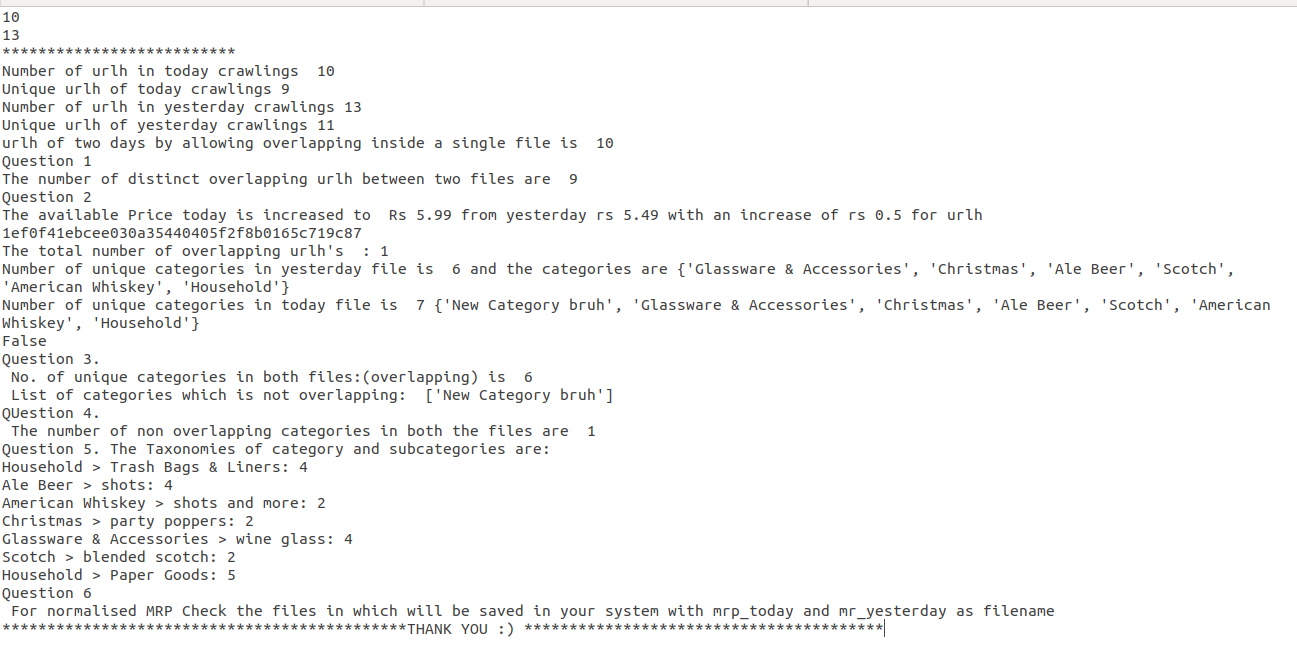 10
13
**************************
Number of urlh in today crawlings  10
Unique urlh of today crawlings 9
Number of urlh in yesterday crawlings 13
Unique urlh of yesterday crawlings 11
urlh of two days by allowing overlapping inside a single file is  10
Question 1
The number of distinct overlapping urlh between two files are  9
Question 2
The available Price today is increased to  Rs 5.99 from yesterday rs 5.49 with an increase of rs 0.5 for urlh
1ef0f41ebcee030a35440405f2f8b0165c719c87
The total number of overlapping urlh's  : 1
Number of unique categories in yesterday file is  6 and the categories are {'Glassware & Accessories', 'Christmas', 'Ale Beer', 'Scotch',
'American Whiskey', 'Household'}
Number of unique categories in today file is  7 {'New Category bruh', 'Glassware & Accessories', 'Christmas', 'Ale Beer', 'Scotch', 'American
Whiskey', 'Household'}
False
Question 3.
 No. of unique categories in both files:(overlapping) is  6
 List of categories which is not overlapping:  ['New Category bruh']
QUestion 4.
 The number of non overlapping categories in both the files are  1
Question 5. The Taxonomies of category and subcategories are:
Household > Trash Bags & Liners: 4
Ale Beer > shots: 4
American Whiskey > shots and more: 2
Christmas > party poppers: 2
Glassware & Accessories > wine glass: 4
Scotch > blended scotch: 2
Household > Paper Goods: 5
Question 6
 For normalised MRP Check the files in which will be saved in your system with mrp_today and mr_yesterday as filename
*********************************************THANK YOU :) ****************************************